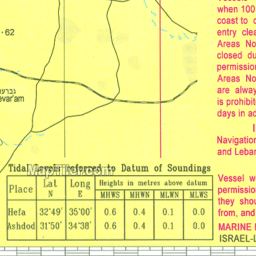 Vessels
when 100
coast to c
entry clea
Areas No
closed du
permission
Areas No
are alway
is prohibit
days in ad
62
גברעם
Gevar'am
I
Navigation
and Leban
Tidal Levels referred to Datum of Soundings
Place
Lat N
Long E
Heights in metres above datum
MHWS MHWN MLWN MLWS
Hefa 32°49' 35°00' 0.6 0.4 0.1 0.0
Ashdod 31°50' 34°38' 0.6 0.4 0.1 0.0
Vessel w
permission
they shou
from, and
MARINE
ISRAEL-L